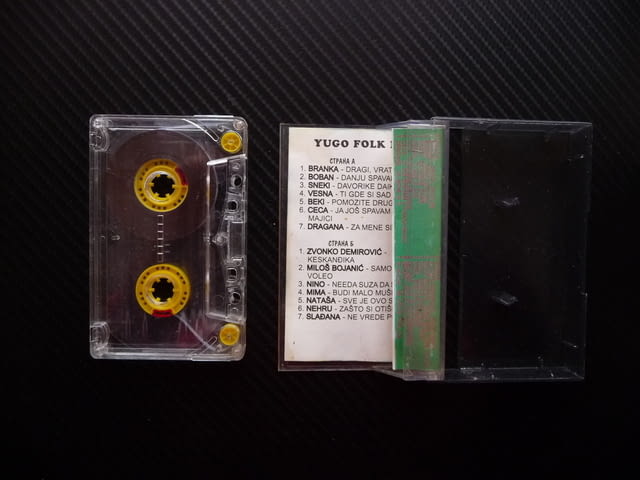 YUGO FOLK
СТРАНА А
1. BRANKA - DRAGI, VRAT
2. BOBAN - DANJU SPAVA
3. SNEKI - DAVORIKE DAJ
4. VESNA - TI GDE SI SAD
5. BEKI - POMOZITE DRUG
6. CECA - JA JOŠ SPAVAM
MAJICI
7. DRAGANA - ZA MENE SI
СТРАНА Б
1. ZVONKO DEMIROVIĆ -
KESKANĐIKA
2. MILOŠ BOJANIĆ - SAMO
VOLEO
3. NINO - NEEDA SUZA DA
4. MIMA - BUDI MALO MUŠ
5. NATAŠA - SVE JE OVO S
6. NEHRU - ZAŠTO SI OTIŠ
7. SLAĐANA - NE VREDE P